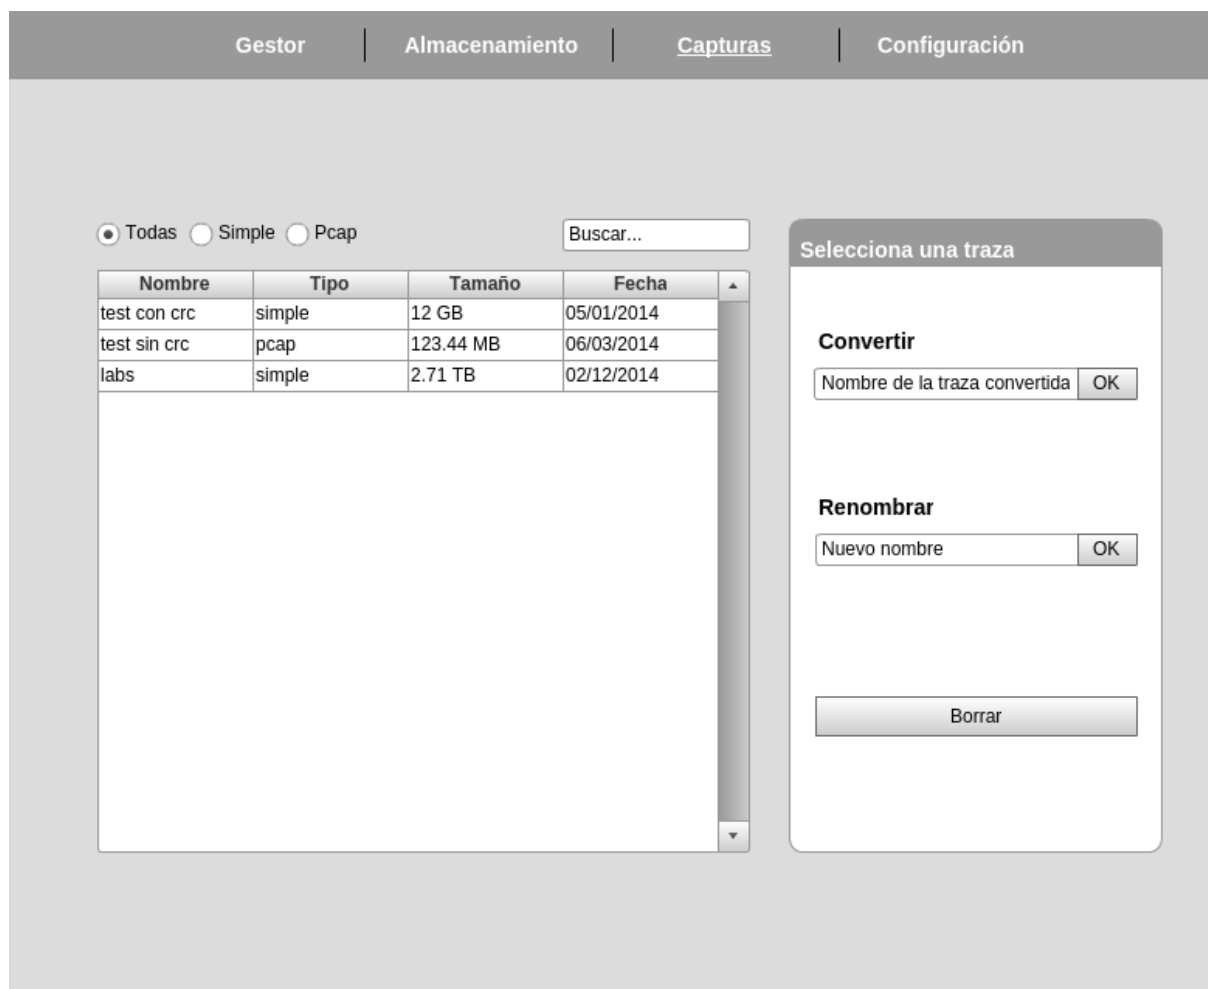 Gestor Almacenamiento Capturas Configuración
Todas Simple Pcap Buscar...
Nombre Tipo Tamaño Fecha
test con crc simple 12 GB 05/01/2014
test sin crc pcap 123.44 MB 06/03/2014
labs simple 2.71 TB 02/12/2014
Selecciona una traza
Convertir
Nombre de la traza convertida OK
Renombrar
Nuevo nombre OK
Borrar